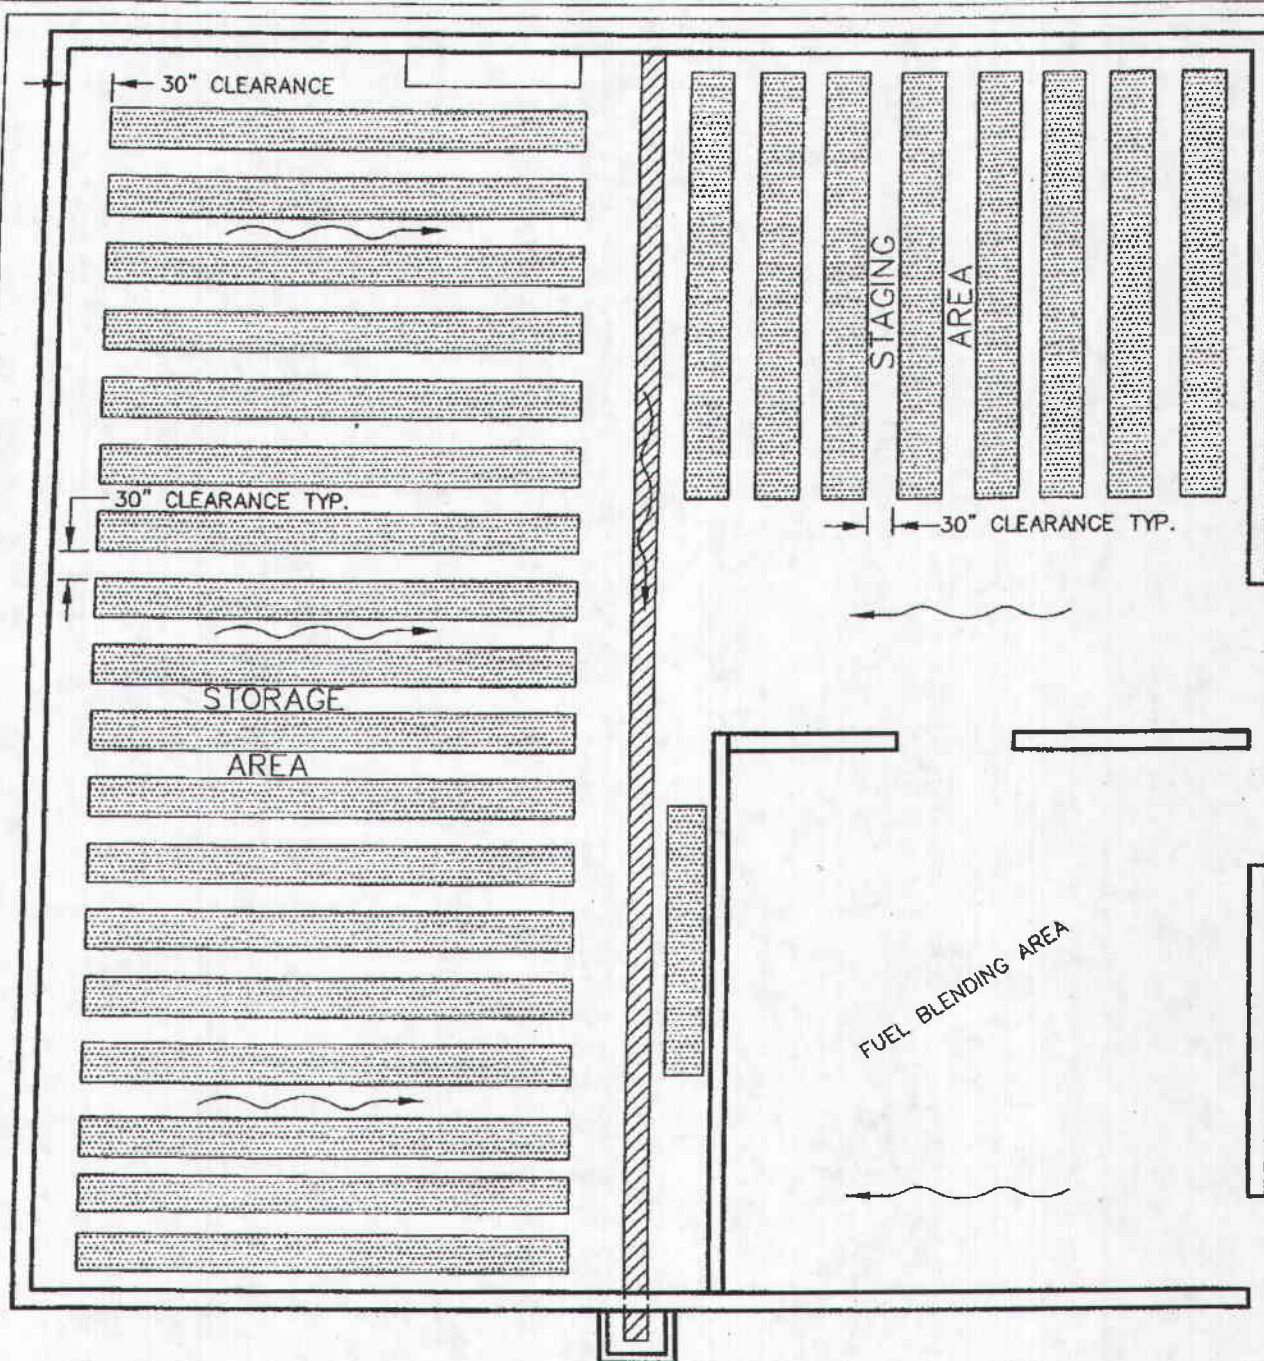 30" CLEARANCE
STAGING
AREA
30" CLEARANCE TYP.
30" CLEARANCE TYP.
STORAGE
AREA
FUEL BLENDING AREA